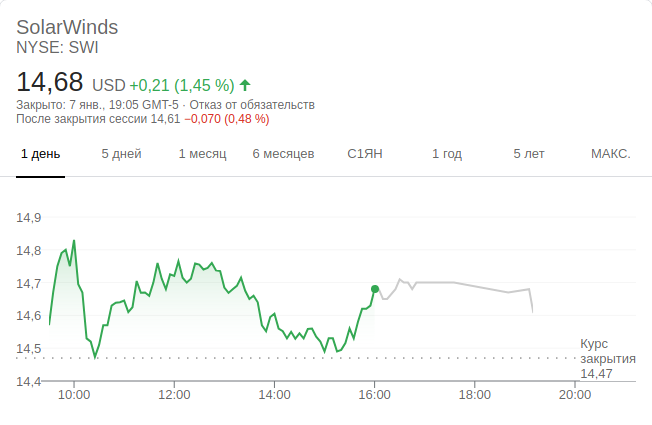 SolarWinds
NYSE: SWI
14,68 USD +0,21 (1,45 %)
Закрыто: 7 янв., 19:05 GMT-5 · Отказ от обязательств
После закрытия сессии 14,61 −0,070 (0,48 %)
1 день 5 дней 1 месяц 6 месяцев С1ЯН 1 год 5 лет МАКС.
14,9
14,8
14,7
14,6
14,5
14,4
Курс
закрытия
14,47
10:00 12:00 14:00 16:00 18:00 20:00